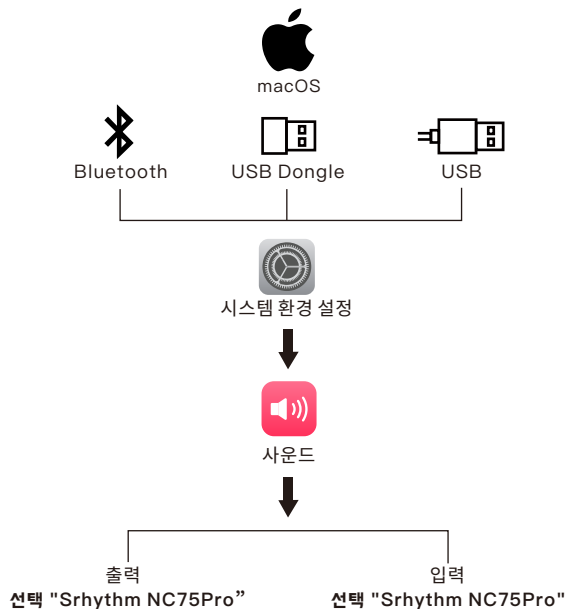 macOS
Bluetooth USB Dongle USB
시스템 환경 설정
사운드
출력 입력
선택 "Srhythm NC75Pro” 선택 "Srhythm NC75Pro"